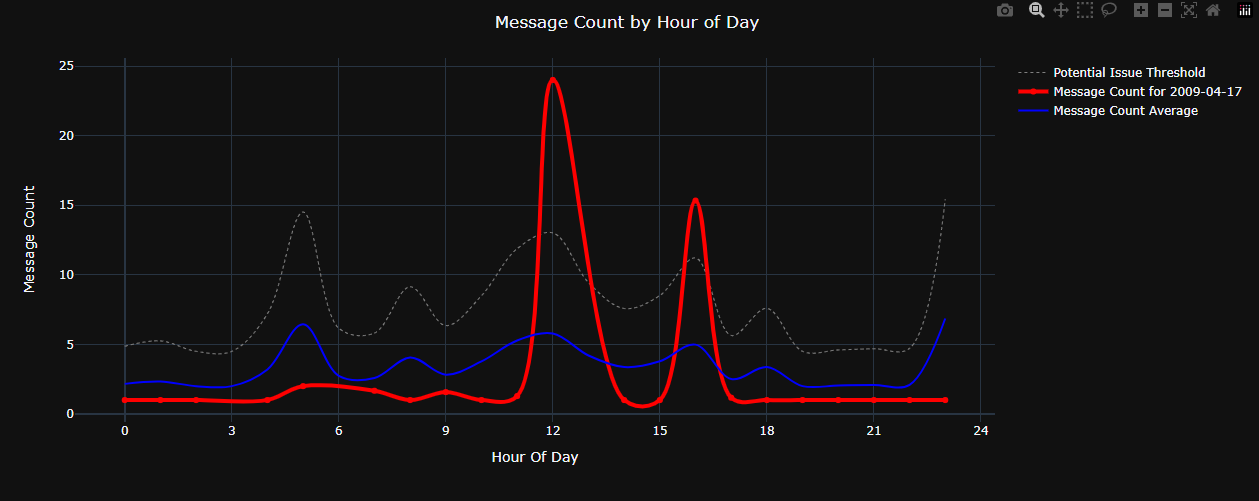 Message Count by Hour of Day
Potential Issue Threshold
Message Count for 2009-04-17
Message Count Average
Message Count
25
20
15
10
5
0
0 3 6 9 12 15 18 21 24
Hour Of Day